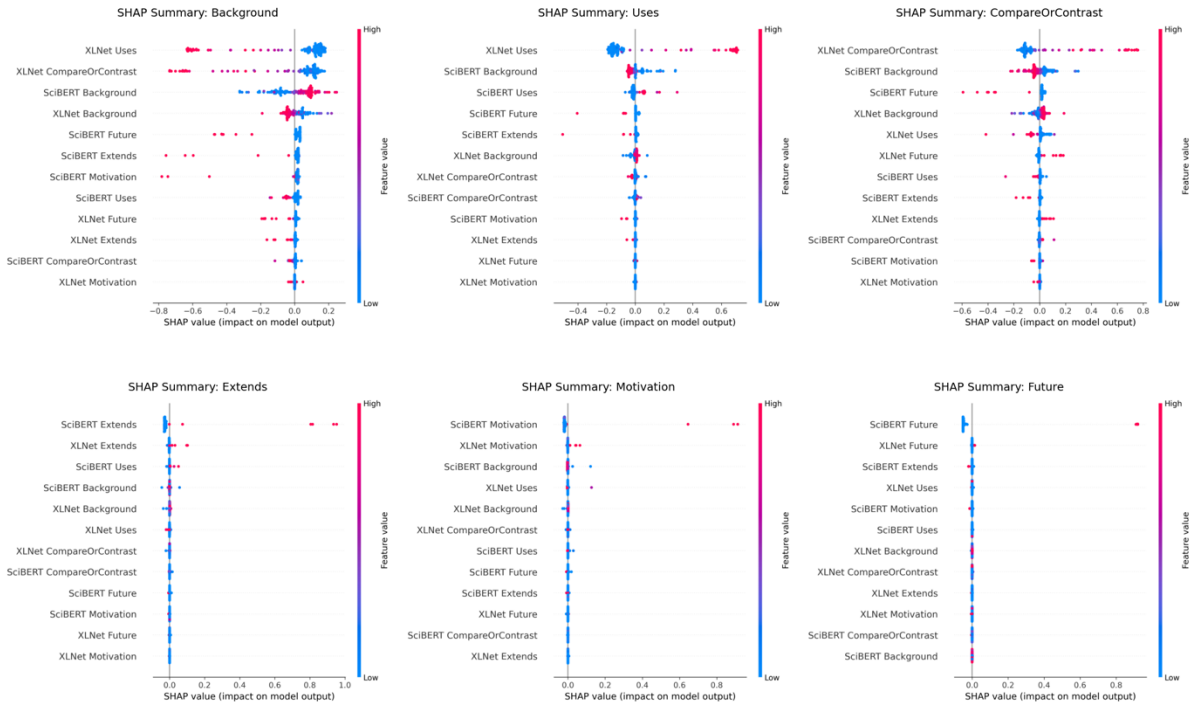 SHAP Summary: Background
High
XLNet Uses
XLNet CompareOrContrast
SciBERT Background
XLNet Background
SciBERT Future
SciBERT Extends
SciBERT Motivation
SciBERT Uses
XLNet Future
XLNet Extends
SciBERT CompareOrContrast
XLNet Motivation
Feature value
Low
−0.8 −0.6 −0.4 −0.2 0.0 0.2
SHAP value (impact on model output)
SHAP Summary: Uses
High
XLNet Uses
SciBERT Background
SciBERT Uses
SciBERT Future
SciBERT Extends
XLNet Background
XLNet CompareOrContrast
SciBERT CompareOrContrast
SciBERT Motivation
XLNet Extends
XLNet Future
XLNet Motivation
Feature value
Low
−0.4 −0.2 0.0 0.2 0.4 0.6
SHAP value (impact on model output)
SHAP Summary: CompareOrContrast
High
XLNet CompareOrContrast
SciBERT Background
SciBERT Future
XLNet Background
XLNet Uses
XLNet Future
SciBERT Uses
SciBERT Extends
XLNet Extends
SciBERT CompareOrContrast
SciBERT Motivation
XLNet Motivation
Feature value
Low
−0.6 −0.4 −0.2 0.0 0.2 0.4 0.6 0.8
SHAP value (impact on model output)
SHAP Summary: Extends
High
SciBERT Extends
XLNet Extends
SciBERT Uses
SciBERT Background
XLNet Background
XLNet Uses
XLNet CompareOrContrast
SciBERT CompareOrContrast
SciBERT Future
SciBERT Motivation
XLNet Future
XLNet Motivation
Feature value
Low
0.0 0.2 0.4 0.6 0.8 1.0
SHAP value (impact on model output)
SHAP Summary: Motivation
High
SciBERT Motivation
XLNet Motivation
SciBERT Background
XLNet Uses
XLNet Background
XLNet CompareOrContrast
SciBERT Uses
SciBERT Future
SciBERT Extends
XLNet Future
SciBERT CompareOrContrast
XLNet Extends
Feature value
Low
0.0 0.2 0.4 0.6 0.8
SHAP value (impact on model output)
SHAP Summary: Future
High
SciBERT Future
XLNet Future
SciBERT Extends
XLNet Uses
SciBERT Motivation
SciBERT Uses
XLNet Background
XLNet CompareOrContrast
XLNet Extends
XLNet Motivation
SciBERT CompareOrContrast
SciBERT Background
Feature value
Low
0.0 0.2 0.4 0.6 0.8
SHAP value (impact on model output)